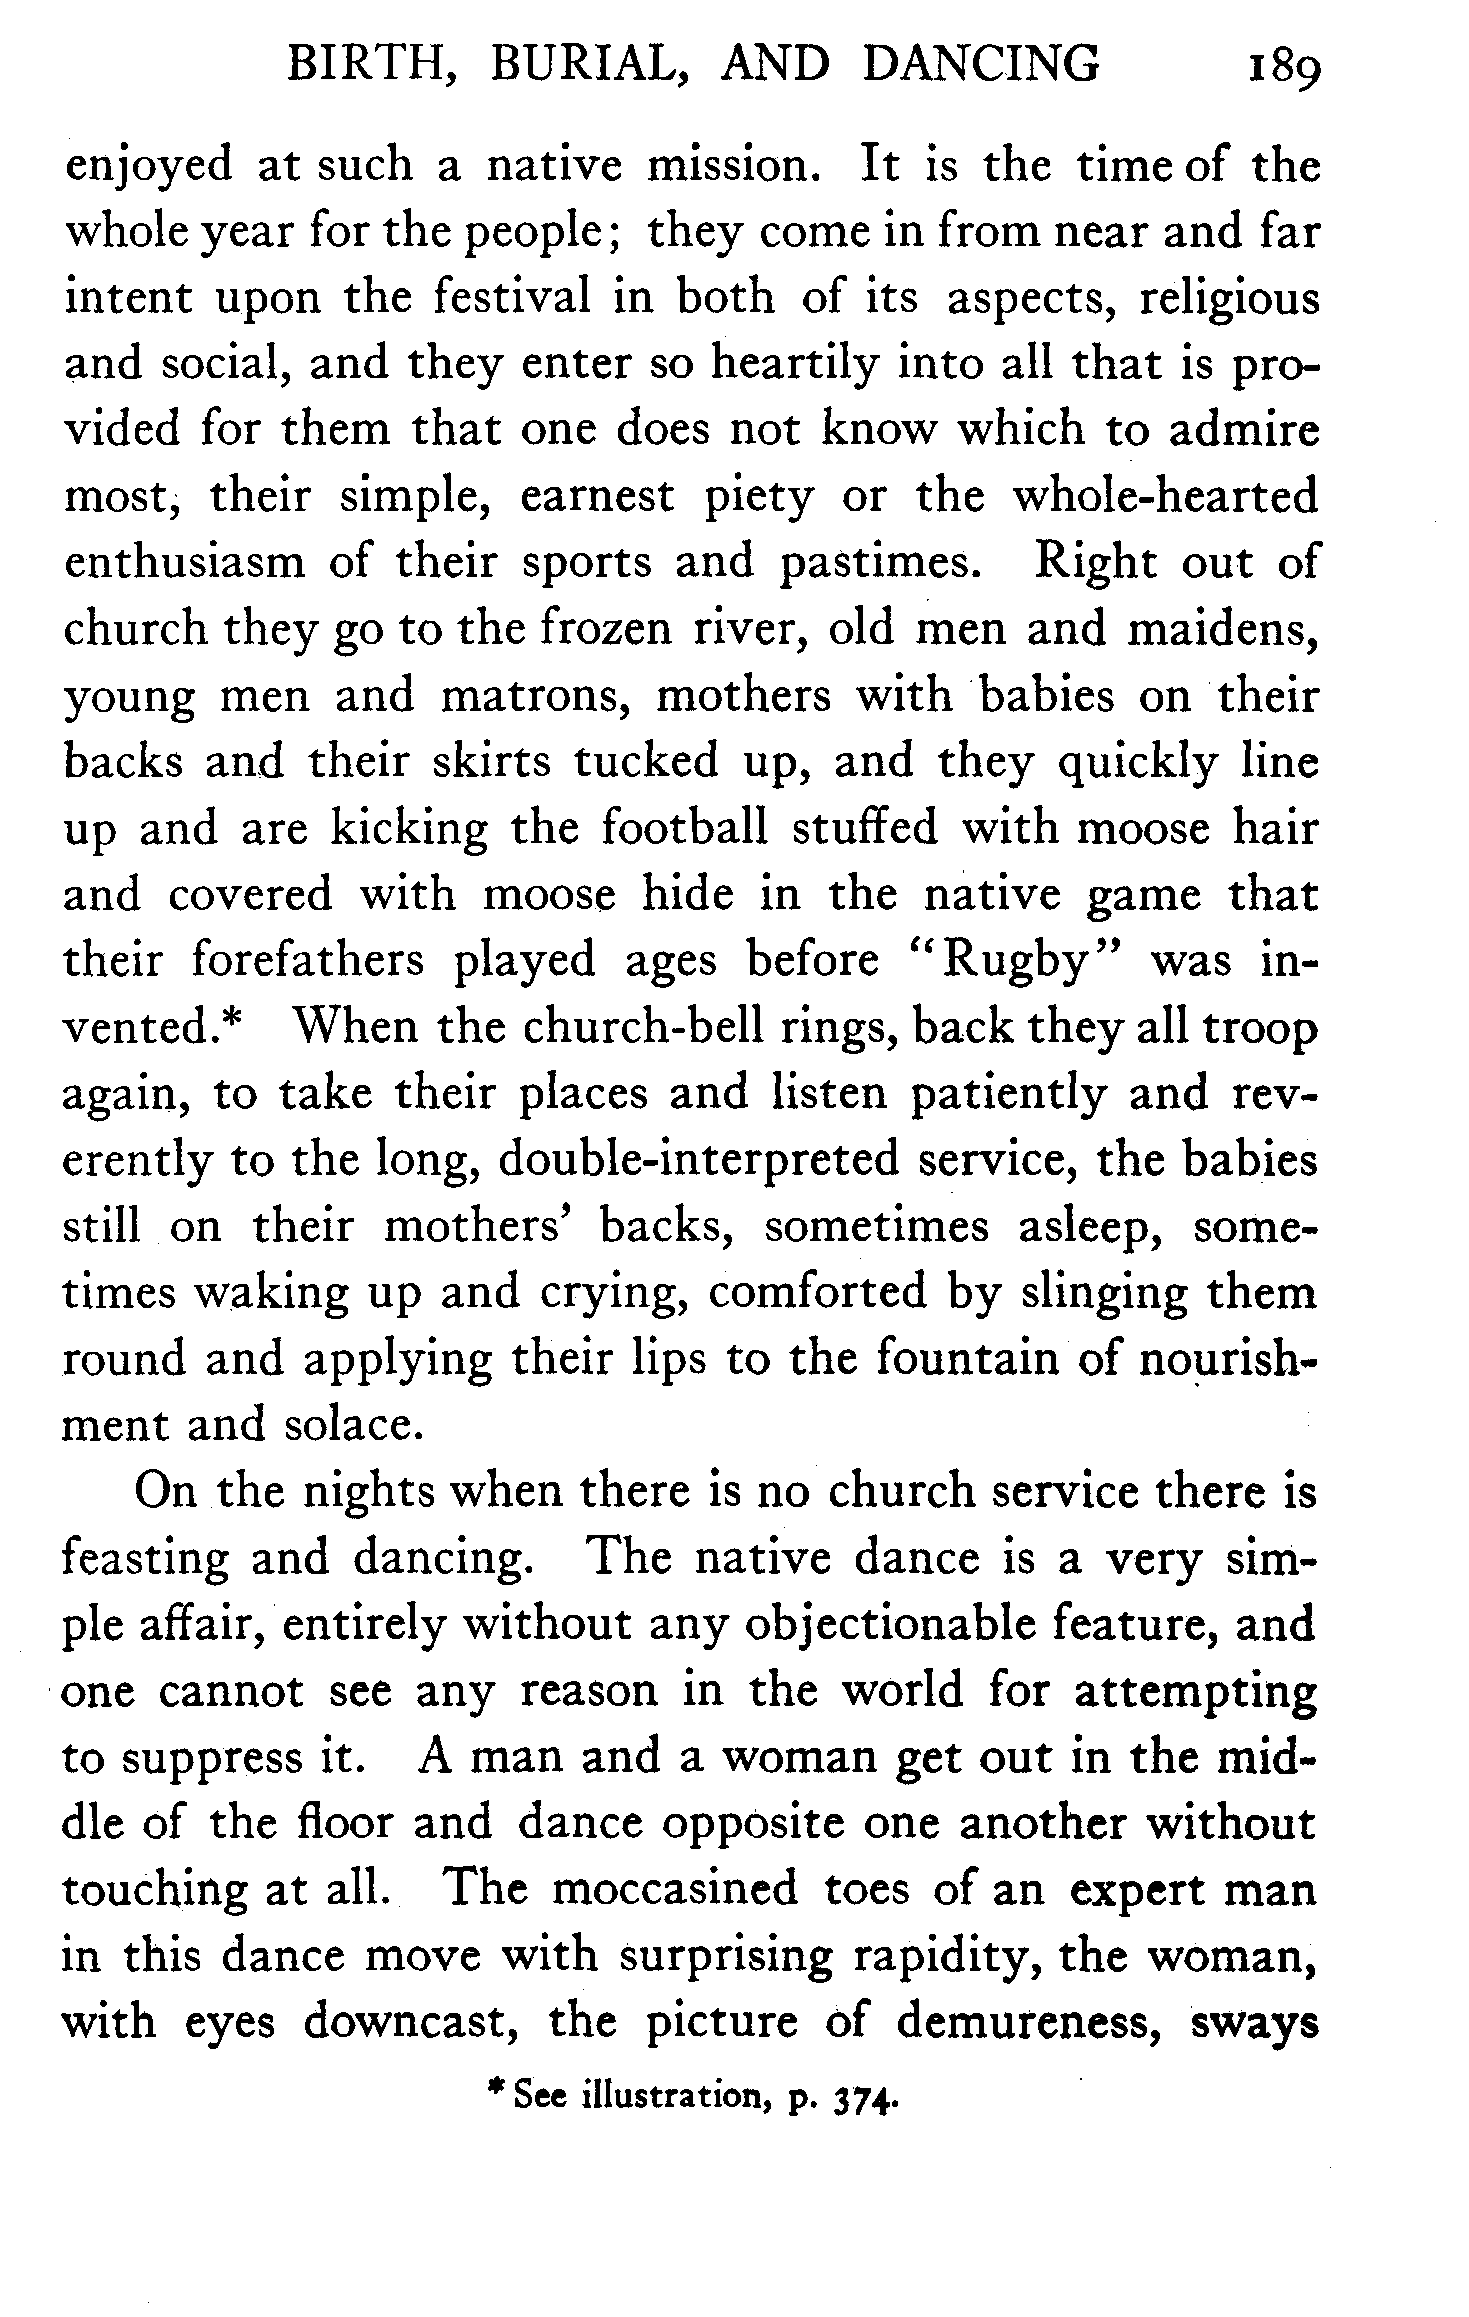 BIRTH, BURIAL, AND DANCING 189
enjoyed at such a native mission. It is the time of the
whole year for the people; they come in from near and far
intent upon the festival in both of its aspects, religious
and social, and they enter so heartily into all that is pro-
vided for them that one does not know which to admire
most, their simple, earnest piety or the whole-hearted
enthusiasm of their sports and pastimes. Right out of
church they go to the frozen river, old men and maidens,
young men and matrons, mothers with babies on their
backs and their skirts tucked up, and they quickly line
up and are kicking the football stuffed with moose hair
and covered with moose hide in the native game that
their forefathers played ages before "Rugby" was in-
vented.* When the church-bell rings, back they all troop
again, to take their places and listen patiently and rev-
erently to the long, double-interpreted service, the babies
still on their mothers' backs, sometimes asleep, some-
times waking up and crying, comforted by slinging them
round and applying their lips to the fountain of nourish-
ment and solace.
On the nights when there is no church service there is
feasting and dancing. The native dance is a very sim-
ple affair, entirely without any objectionable feature, and
one cannot see any reason in the world for attempting
to suppress it. A man and a woman get out in the mid-
dle of the floor and dance opposite one another without
touching at all. The moccasined toes of an expert man
in this dance move with surprising rapidity, the woman,
with eyes downcast, the picture of demureness, sways
* See illustration, p. 374.